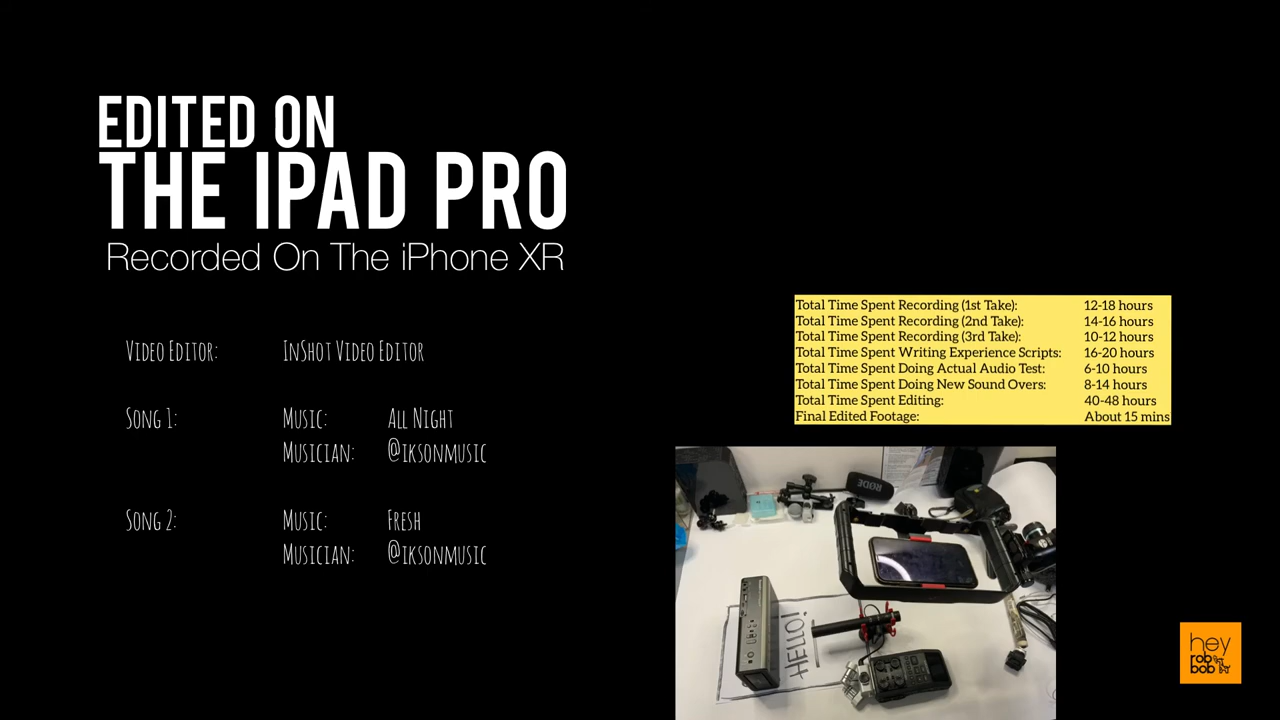 EDITED ON
THE IPAD PRO
Recorded On The iPhone XR
Video Editor: InShot Video Editor
Song 1: Music: All Night
Musician: @iksonmusic
Song 2: Music: Fresh
Musician: @iksonmusic
Total Time Spent Recording (1st Take): 12-18 hours
Total Time Spent Recording (2nd Take): 14-16 hours
Total Time Spent Recording (3rd Take): 10-12 hours
Total Time Spent Writing Experience Scripts: 16-20 hours
Total Time Spent Doing Actual Audio Test: 6-10 hours
Total Time Spent Doing New Sound Overs: 8-14 hours
Total Time Spent Editing: 40-48 hours
Final Edited Footage: About 15 mins
RØDE
HELLO!
hey
rob
bob